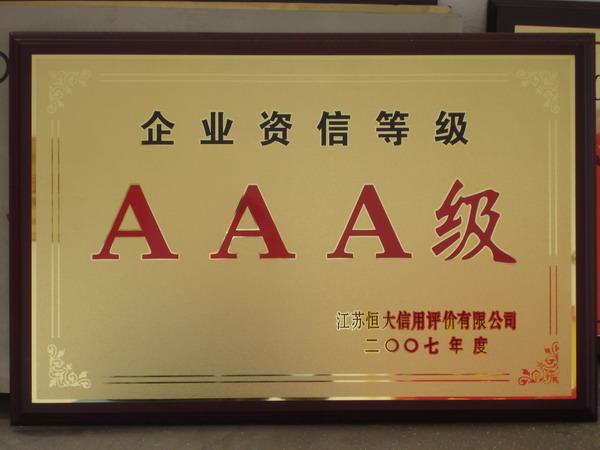 企业资信等级
AAA级
江苏恒大信用评价有限公司
二〇〇七年度